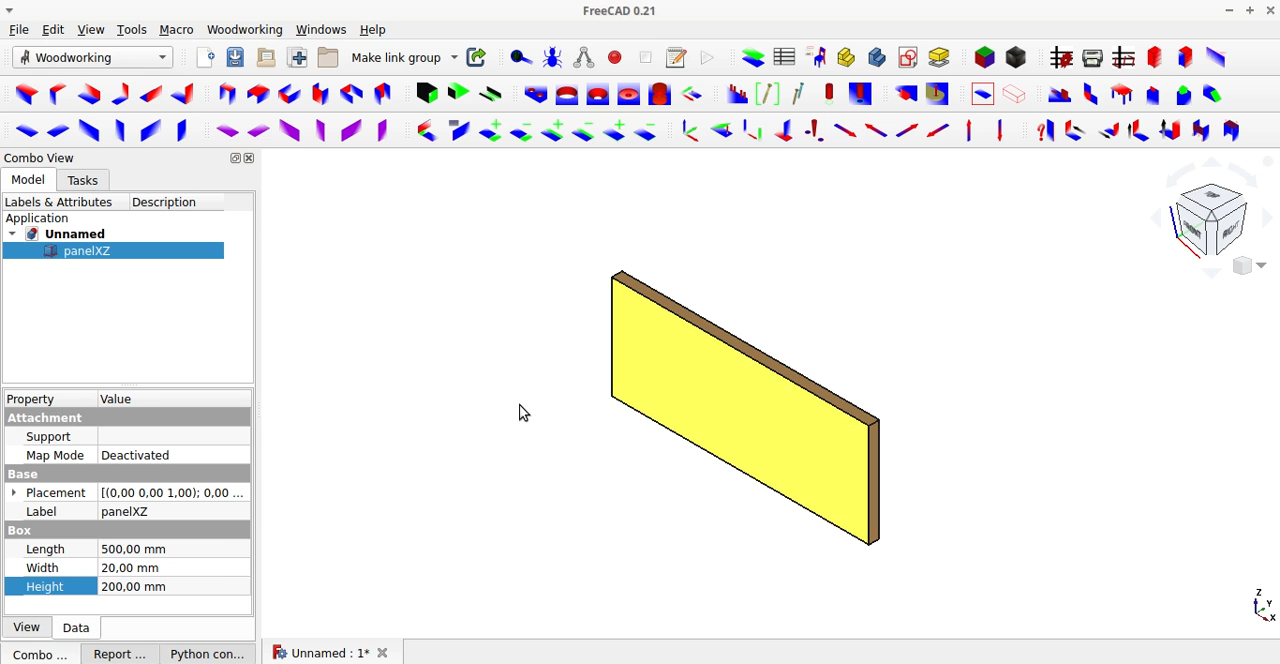 FreeCAD 0.21
File Edit View Tools Macro Woodworking Windows Help
Woodworking Make link group
Combo View
Model Tasks
Labels & Attributes Description
Application
Unnamed
panelXZ
Property Value
Attachment
Support
Map Mode Deactivated
Base
Placement [(0,00 0,00 1,00); 0,00 ...
Label panelXZ
Box
Length 500,00 mm
Width 20,00 mm
Height 200,00 mm
View Data
Combo ... Report ... Python con...
Unnamed : 1*
FRONT RIGHT
Z
Y
X